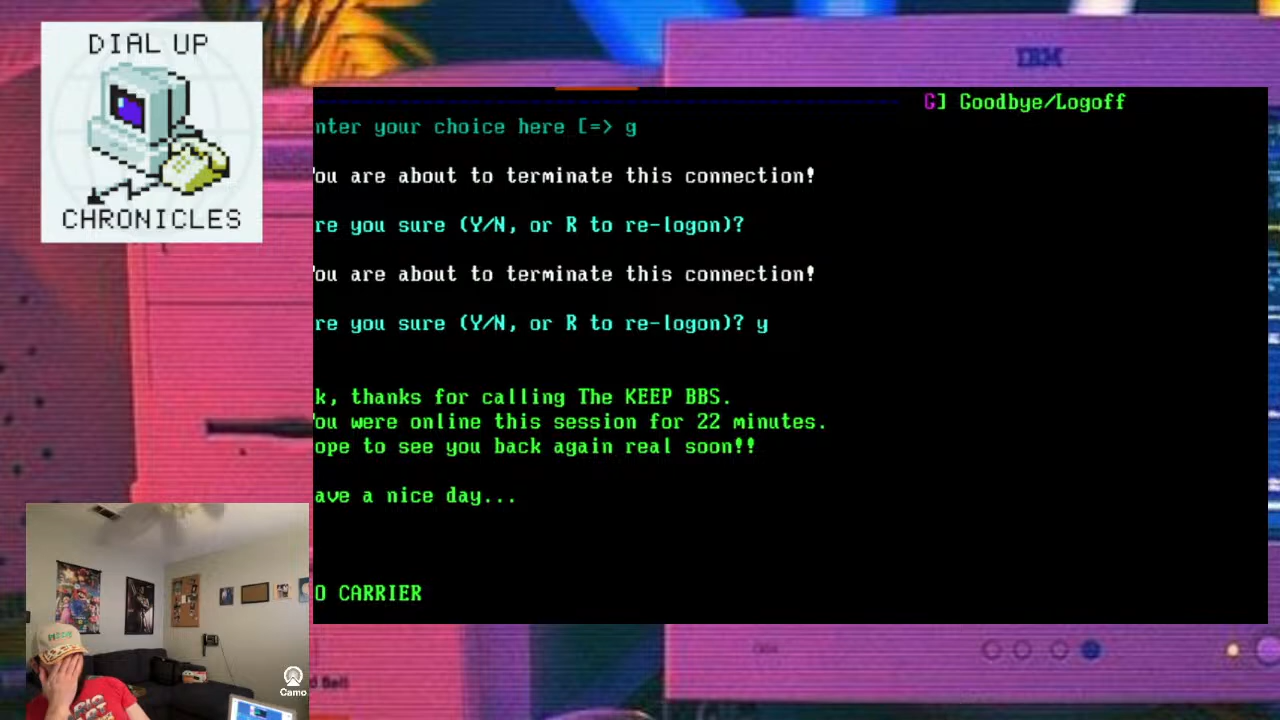 DIAL UP
CHRONICLES
IBM
G] Goodbye/Logoff
nter your choice here [=> g
ou are about to terminate this connection!
re you sure (Y/N, or R to re-logon)?
ou are about to terminate this connection!
re you sure (Y/N, or R to re-logon)? y
k, thanks for calling The KEEP BBS.
ou were online this session for 22 minutes.
ope to see you back again real soon!!
ave a nice day...
O CARRIER
Camo
d Bell